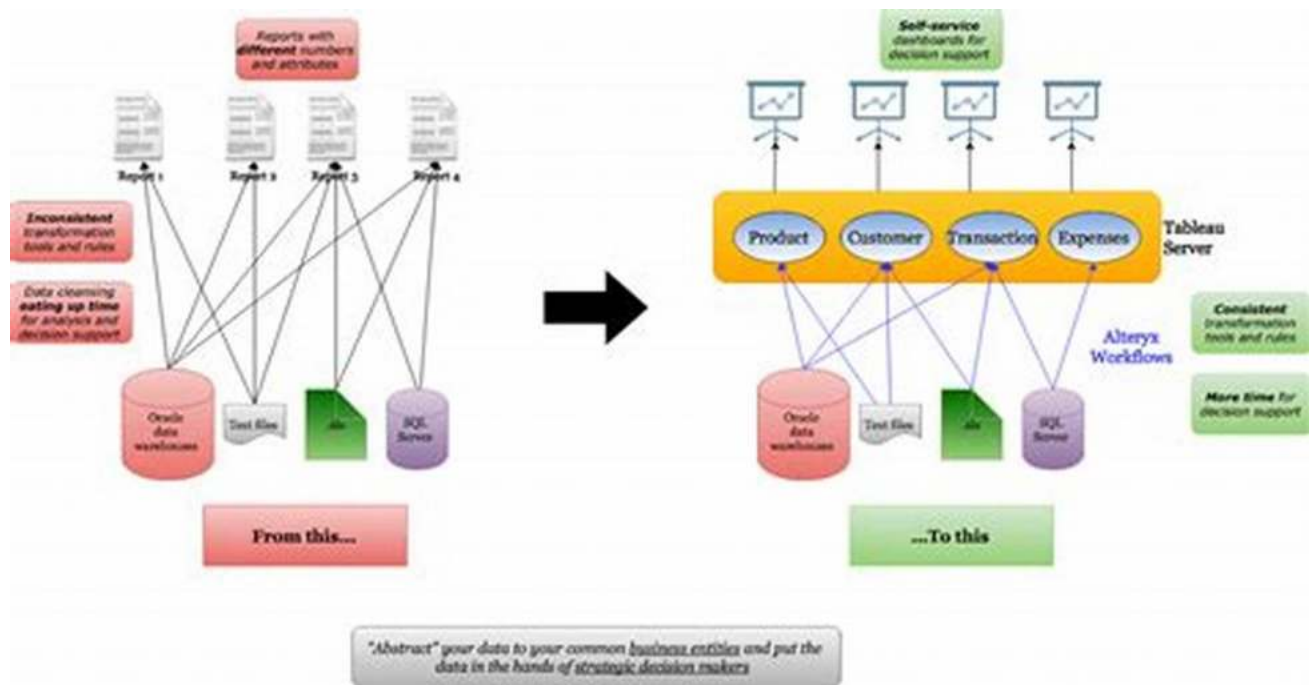 Reports with
different numbers
and attributes
Report 1
Report 2
Report 3
Report 4
Inconsistent
transformation
tools and rules
Data cleansing
eating up time
for analysis and
decision support
Oracle
data
warehouses
Text files
.xls
SQL
Server
From this...
Self-service
dashboards for
decision support
Product
Customer
Transaction
Expenses
Tableau
Server
Alteryx
Workflows
Consistent
transformation
tools and rules
More time for
decision support
Oracle
data
warehouses
Text files
.xls
SQL
Server
...To this
"Abstract" your data to your common business entities and put the
data in the hands of strategic decision makers